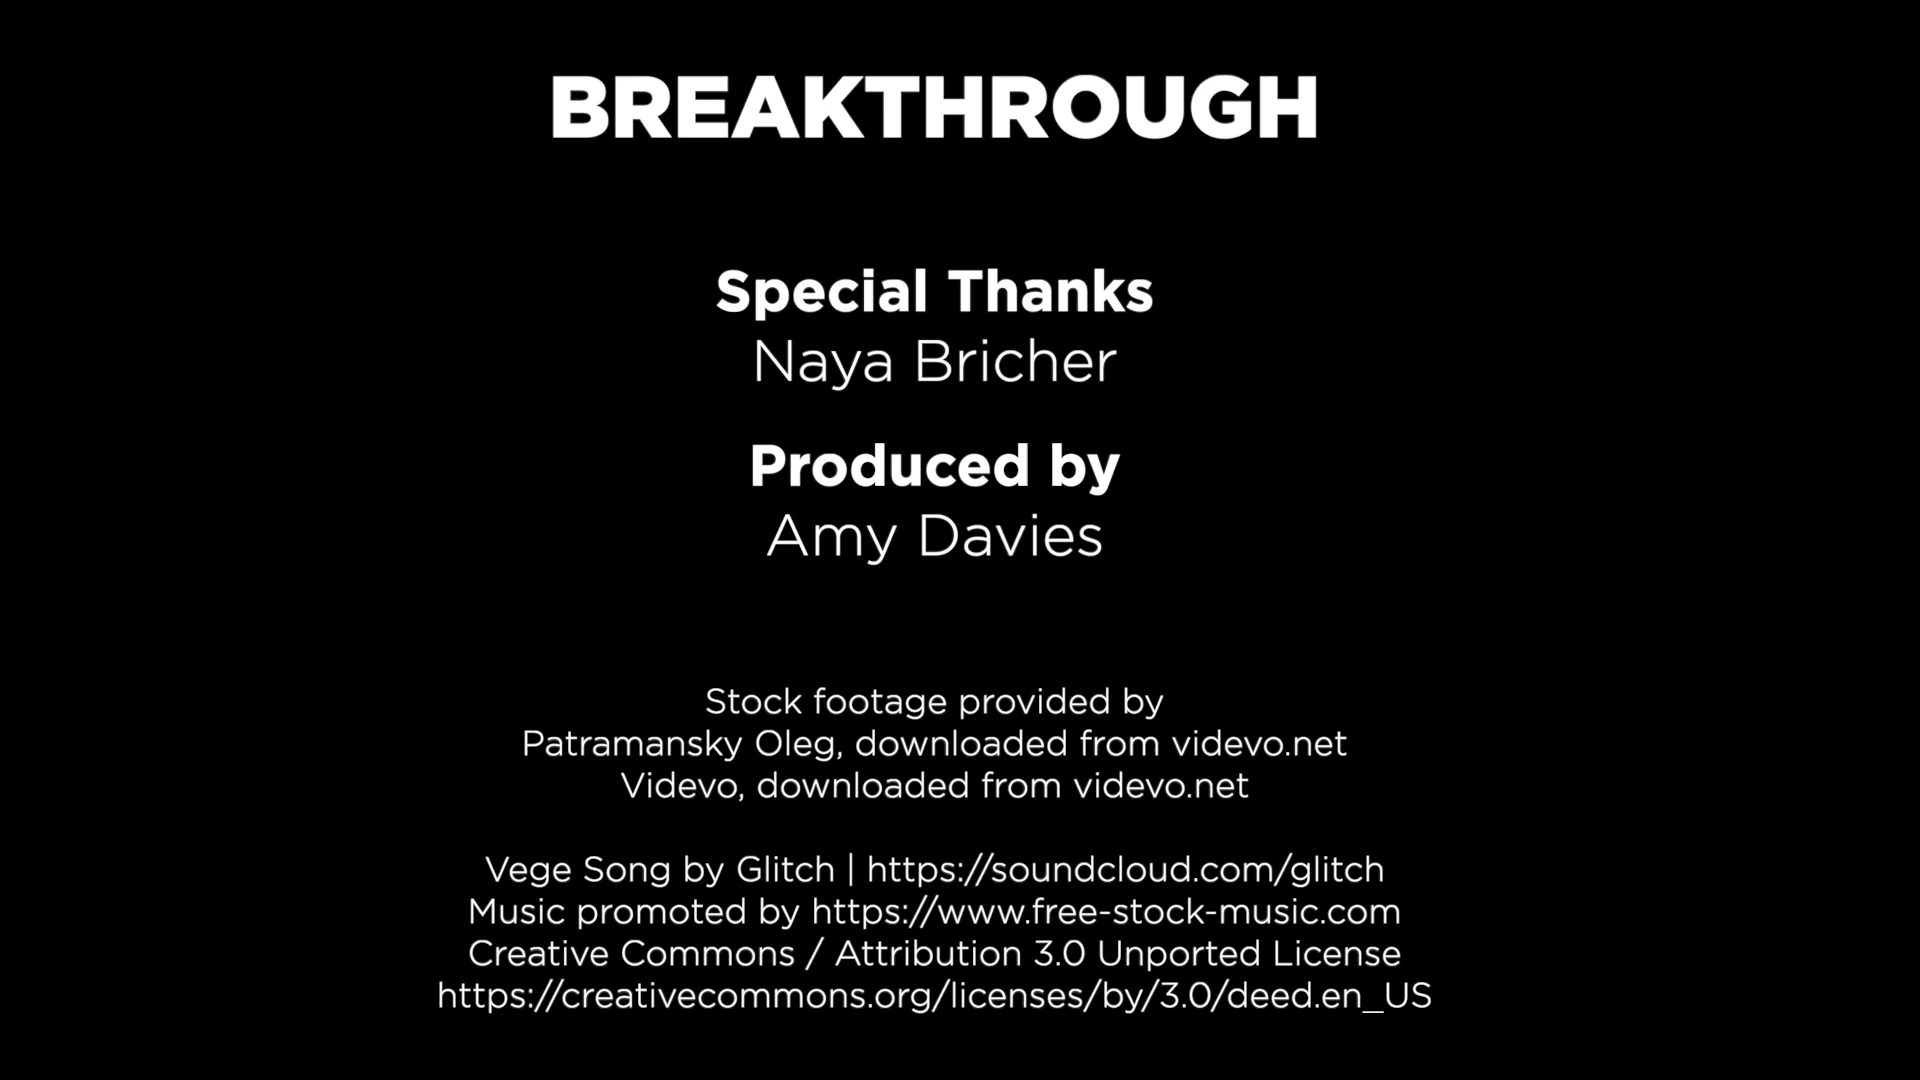 BREAKTHROUGH
Special Thanks
Naya Bricher
Produced by
Amy Davies
Stock footage provided by
Patramansky Oleg, downloaded from videvo.net
Videvo, downloaded from videvo.net
Vege Song by Glitch | https://soundcloud.com/glitch
Music promoted by https://www.free-stock-music.com
Creative Commons / Attribution 3.0 Unported License
https://creativecommons.org/licenses/by/3.0/deed.en_US